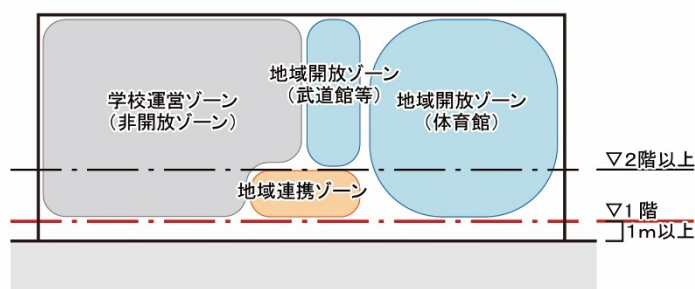 学校運営ゾーン
（非開放ゾーン）
地域開放ゾーン
（武道館等）
地域開放ゾーン
（体育館）
地域連携ゾーン
▽2階以上
▽1階
1m以上